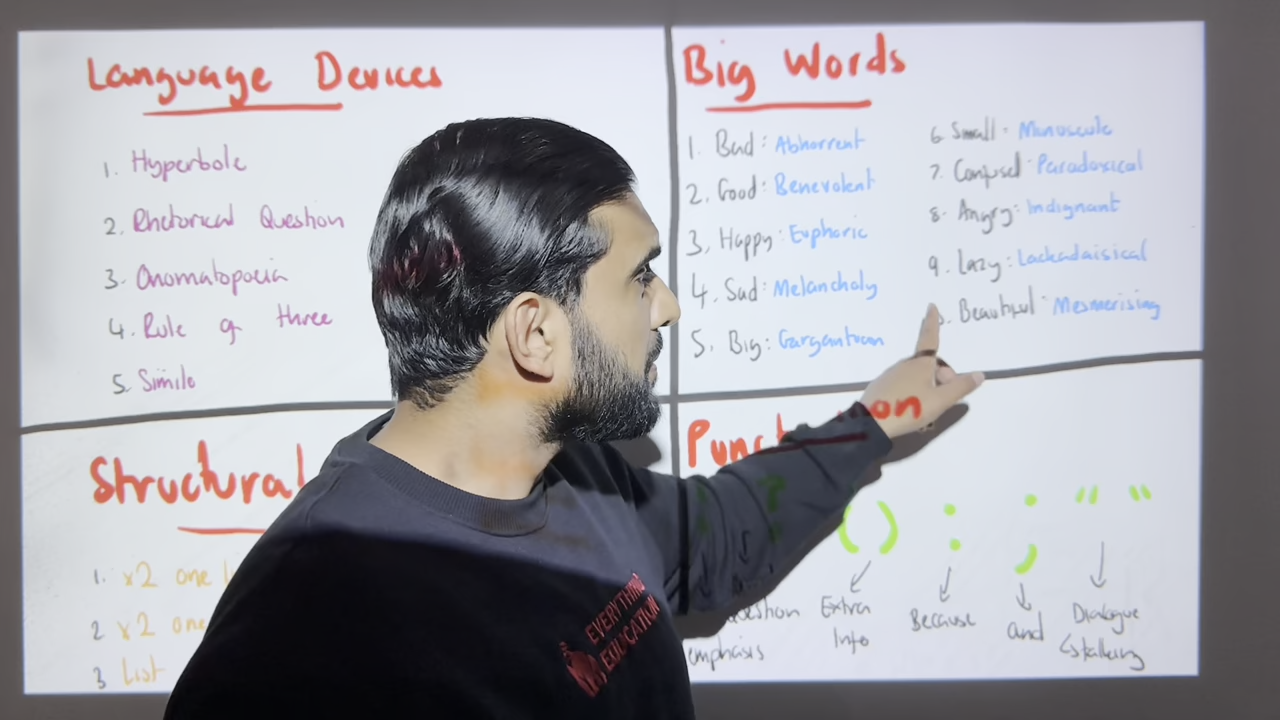 Language Devices
1. Hyperbole
2. Rhetorical Question
3. Onomatopoeia
4. Rule of three
5. Simile
Big Words
1. Bad: Abhorrent
2. Good: Benevolent
3. Happy: Euphoric
4. Sad: Melancholy
5. Big: Gargantuan
6. Small: Minuscule
7. Confused: Paradoxical
8. Angry: Indignant
9. Lazy: Lackadaisical
Beautiful: Mesmerising
Structural
1. x2 one
2 x2 one
3 List
Punct on
( ) : ; " "
Extra Info
Because
and
Dialogue
emphasis
EVERYTHING
EDUCATION